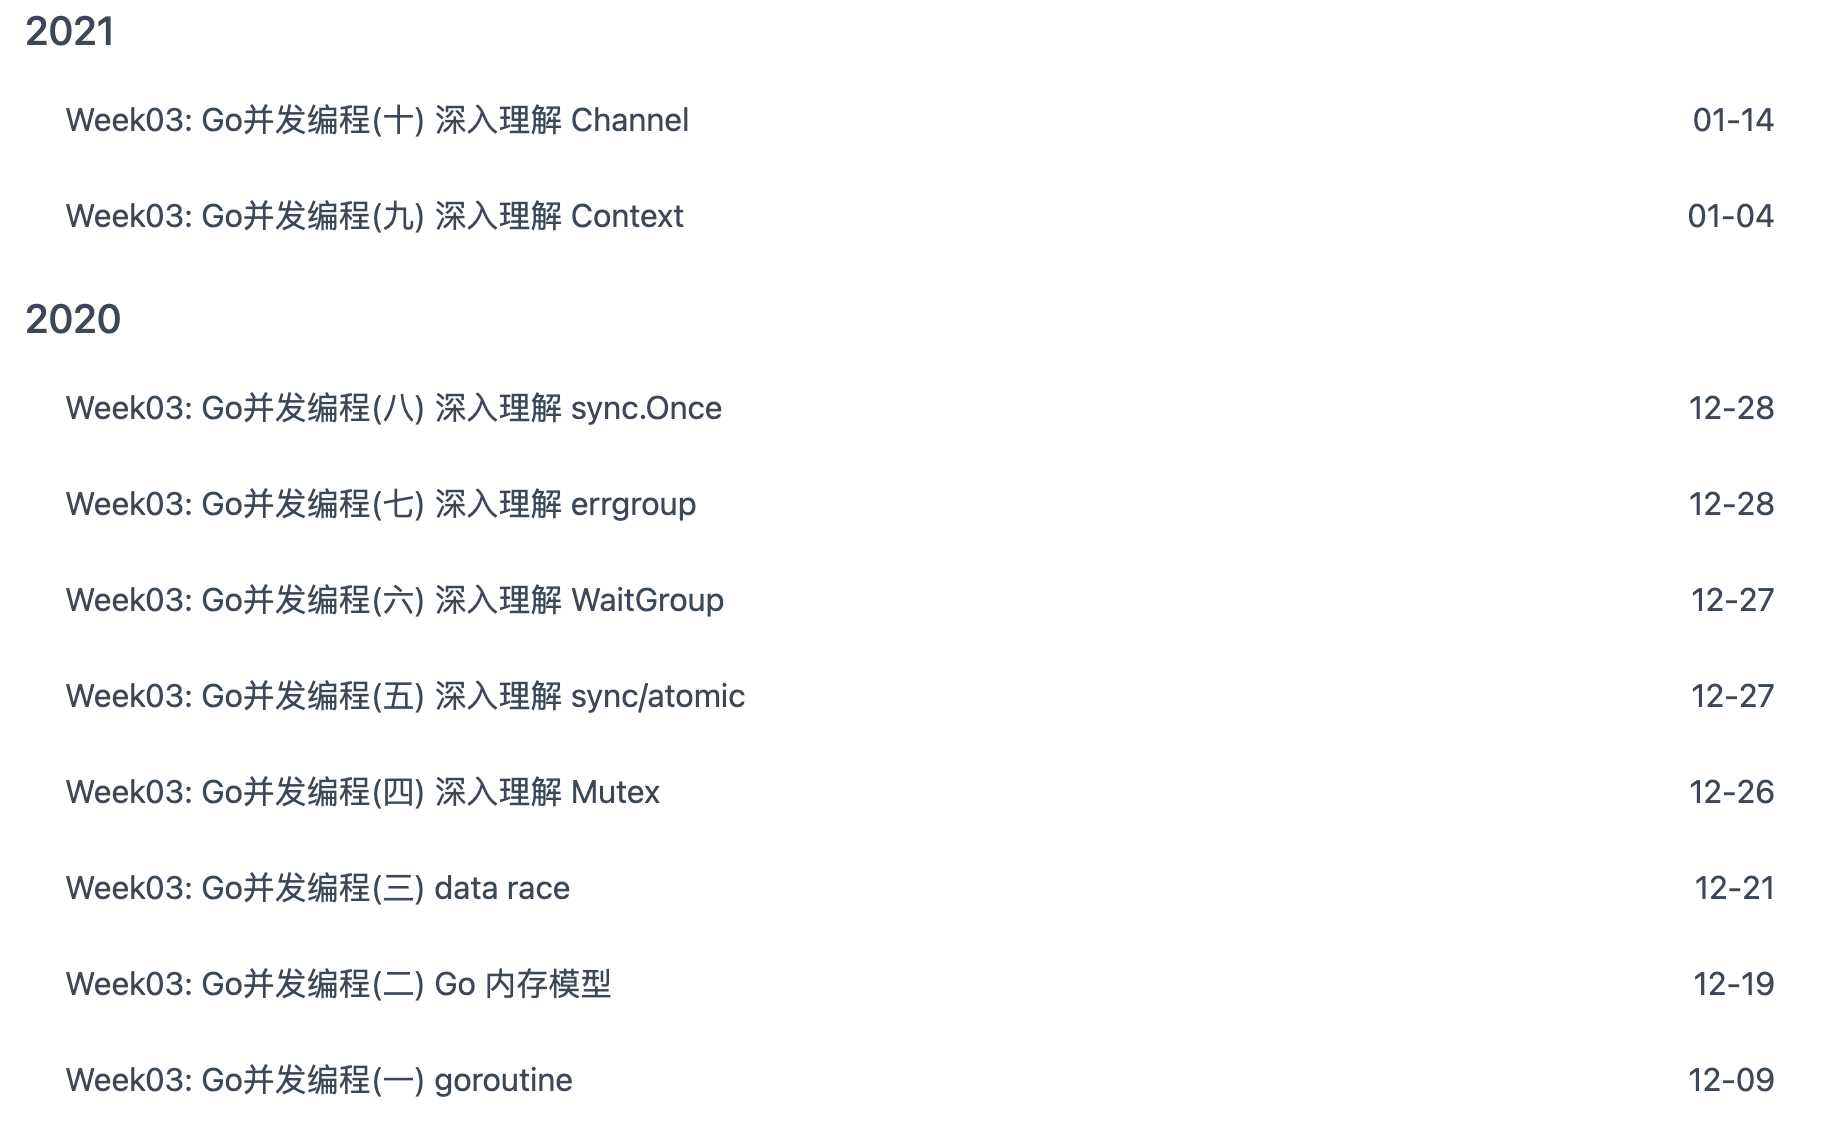 2021
Week03: Go并发编程(十) 深入理解 Channel 01-14
Week03: Go并发编程(九) 深入理解 Context 01-04
2020
Week03: Go并发编程(八) 深入理解 sync.Once 12-28
Week03: Go并发编程(七) 深入理解 errgroup 12-28
Week03: Go并发编程(六) 深入理解 WaitGroup 12-27
Week03: Go并发编程(五) 深入理解 sync/atomic 12-27
Week03: Go并发编程(四) 深入理解 Mutex 12-26
Week03: Go并发编程(三) data race 12-21
Week03: Go并发编程(二) Go 内存模型 12-19
Week03: Go并发编程(一) goroutine 12-09